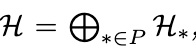 ℋ = ⨁_{*∈P} ℋ_*,